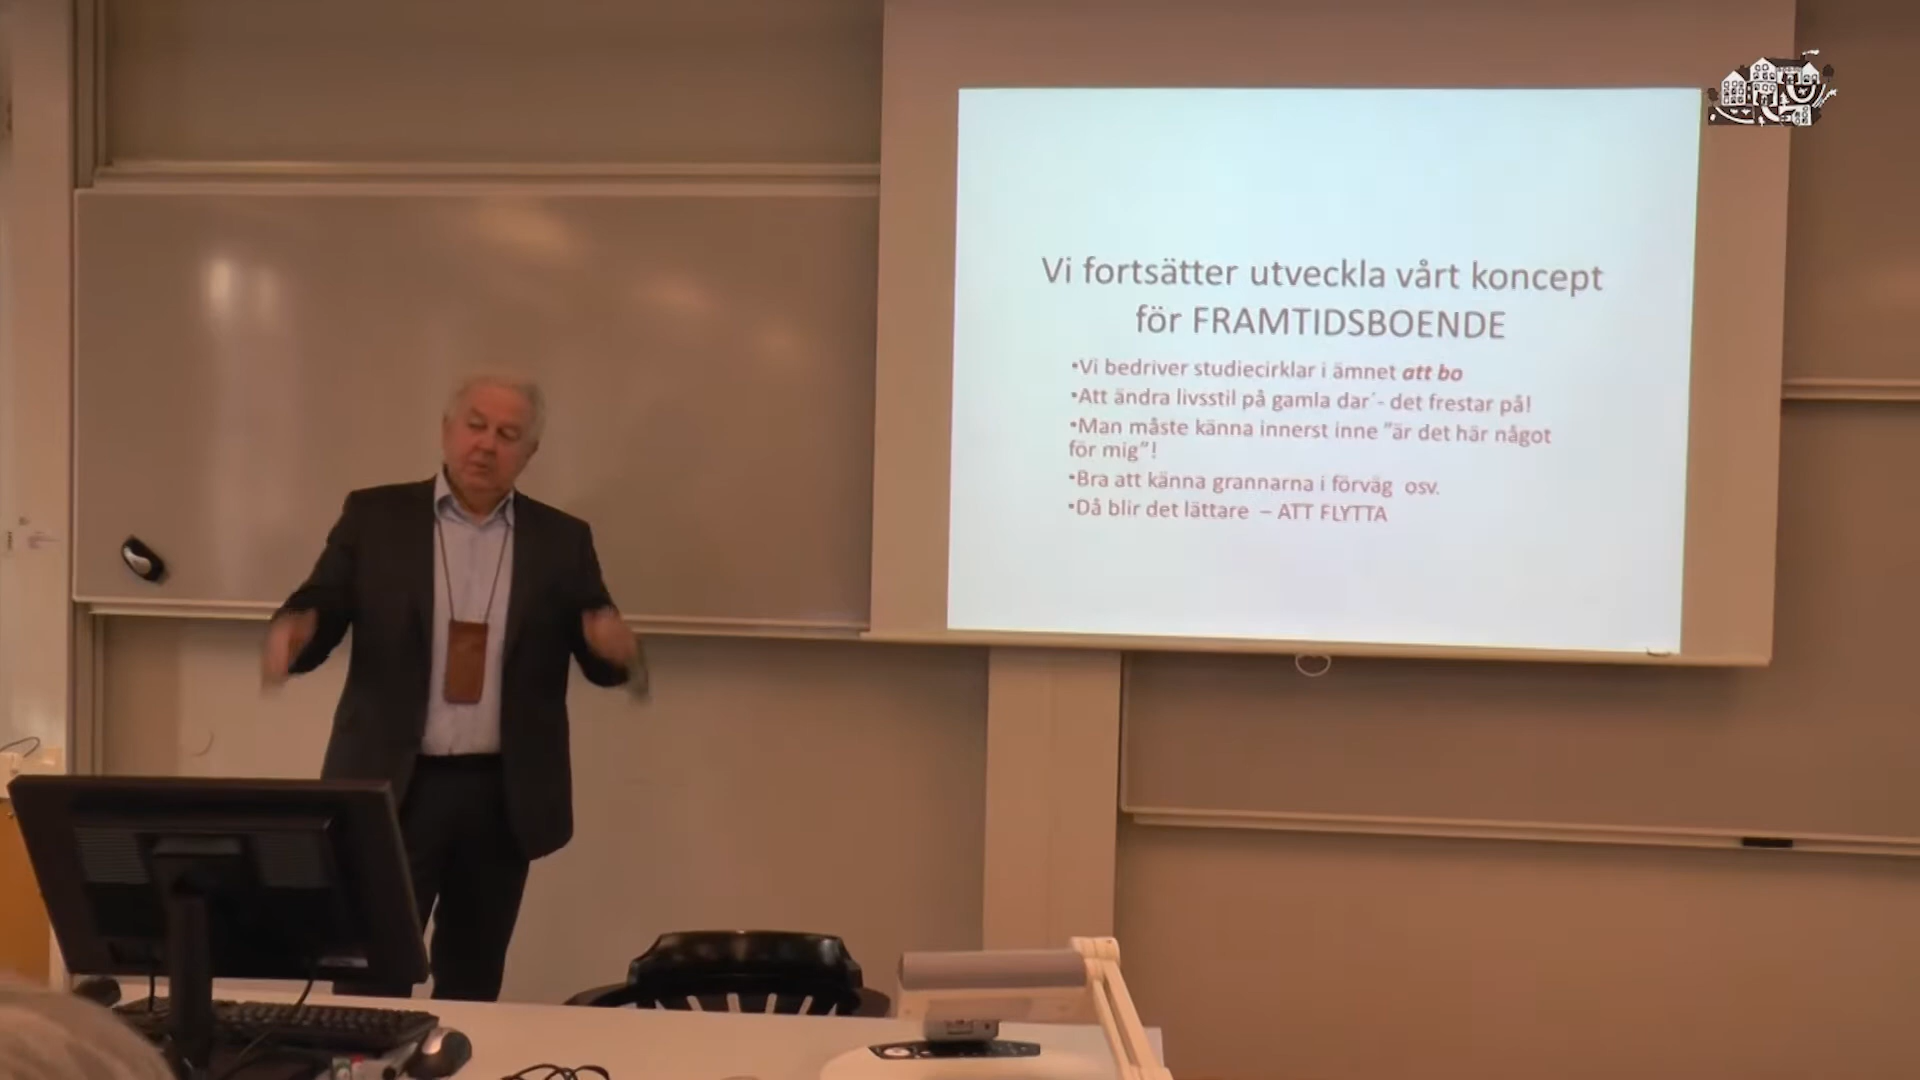 Vi fortsätter utveckla vårt koncept
för FRAMTIDSBOENDE
•Vi bedriver studiecirklar i ämnet att bo
•Att ändra livsstil på gamla dar´- det frestar på!
•Man måste känna innerst inne "är det här något
för mig"!
•Bra att känna grannarna i förväg osv.
•Då blir det lättare – ATT FLYTTA